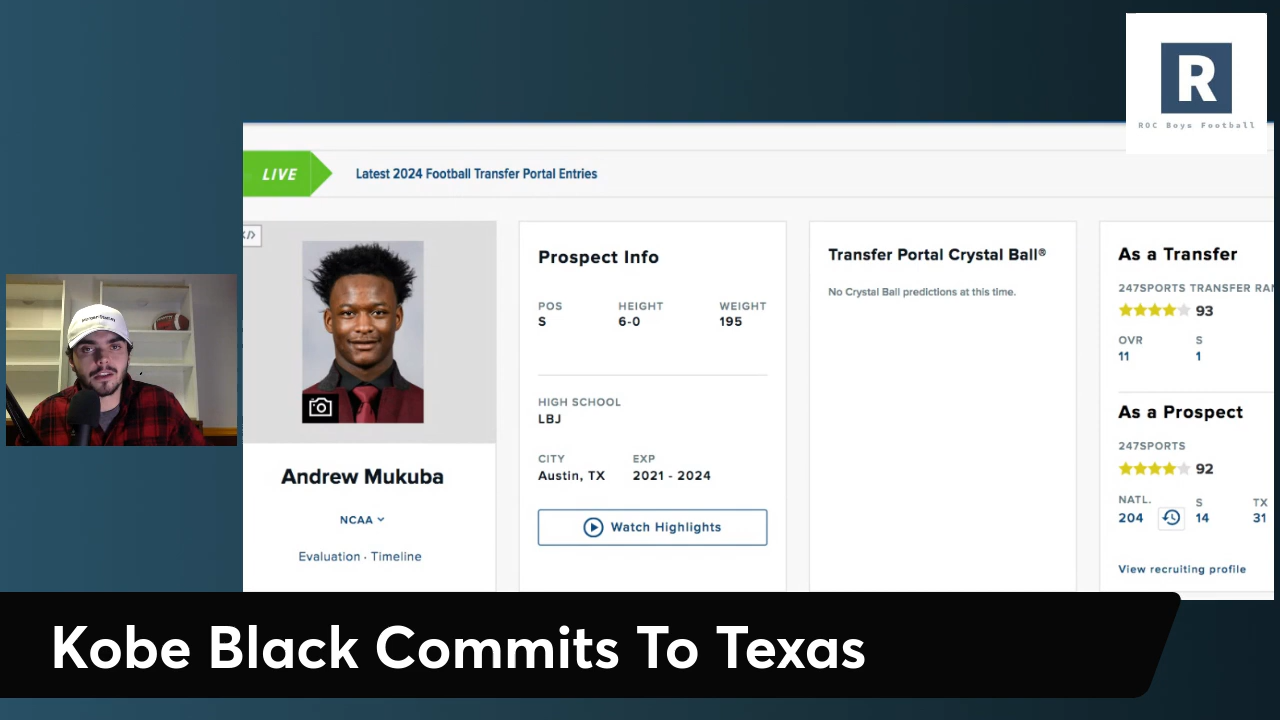 R
ROC Boys Football
LIVE
Latest 2024 Football Transfer Portal Entries
</>
Andrew Mukuba
NCAA
Evaluation · Timeline
Prospect Info
POS HEIGHT WEIGHT
S 6-0 195
HIGH SCHOOL
LBJ
CITY EXP
Austin, TX 2021 - 2024
Watch Highlights
Transfer Portal Crystal Ball®
No Crystal Ball predictions at this time.
As a Transfer
247SPORTS TRANSFER
93
OVR S
11 1
As a Prospect
247SPORTS
92
NATL. S TX
204 14 31
View recruiting profile
Kobe Black Commits To Texas